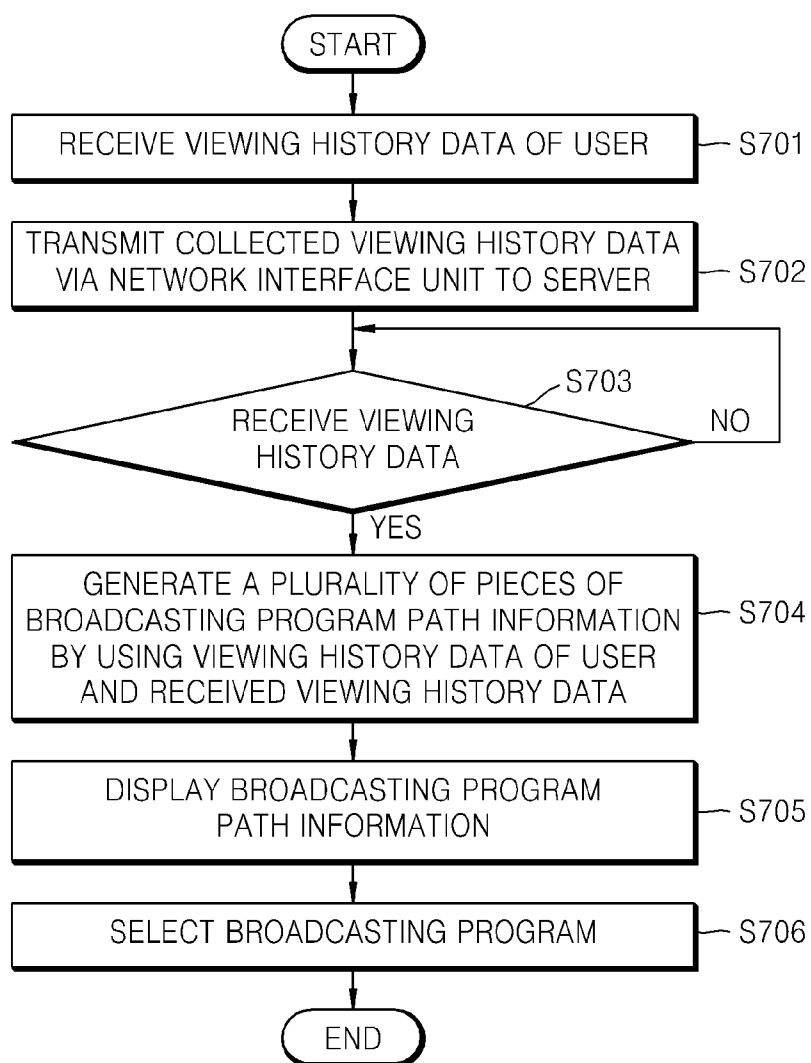 START
RECEIVE VIEWING HISTORY DATA OF USER
S701
TRANSMIT COLLECTED VIEWING HISTORY DATA
VIA NETWORK INTERFACE UNIT TO SERVER
S702
S703
RECEIVE VIEWING
HISTORY DATA
NO
YES
GENERATE A PLURALITY OF PIECES OF
BROADCASTING PROGRAM PATH INFORMATION
BY USING VIEWING HISTORY DATA OF USER
AND RECEIVED VIEWING HISTORY DATA
S704
DISPLAY BROADCASTING PROGRAM
PATH INFORMATION
S705
SELECT BROADCASTING PROGRAM
S706
END